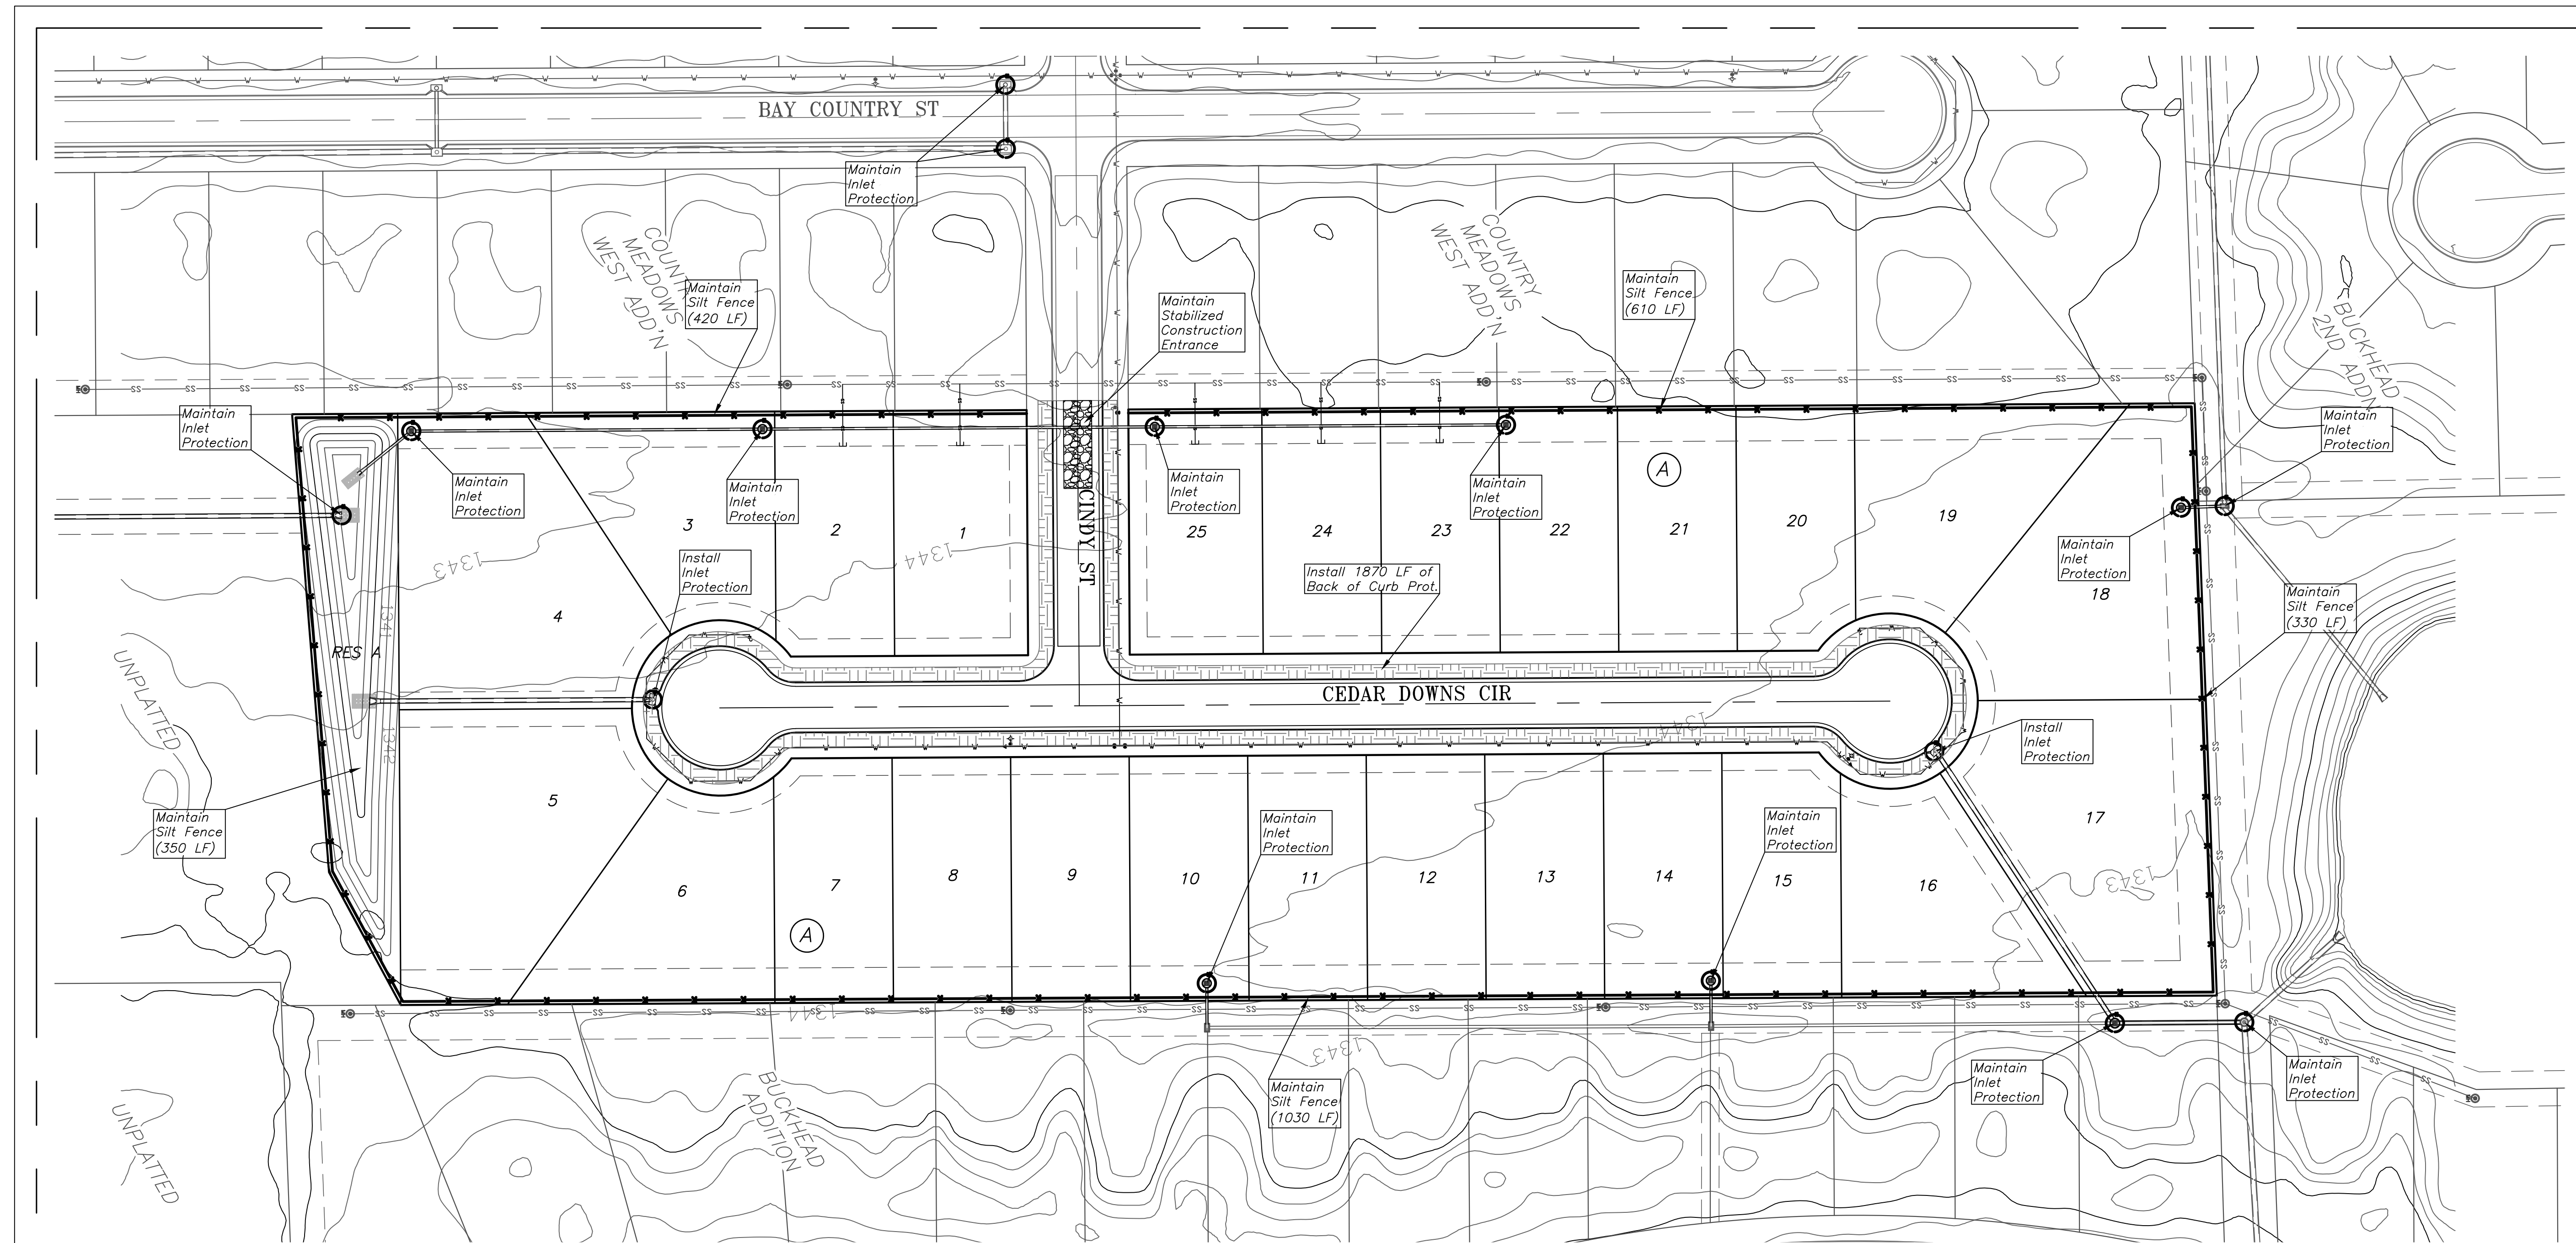 BAY COUNTRY ST
Maintain
Inlet
Protection
COUNTRY
MEADOWS
WEST ADD'N
COUNTRY
MEADOWS
WEST ADD'N
BUCKHEAD
2ND ADD'N
Maintain
Silt Fence
(420 LF)
Maintain
Stabilized
Construction
Entrance
Maintain
Silt Fence
(610 LF)
Maintain
Inlet
Protection
Maintain
Inlet
Protection
Maintain
Inlet
Protection
Maintain
Inlet
Protection
Maintain
Inlet
Protection
Maintain
Inlet
Protection
Maintain
Inlet
Protection
A
CINDY ST
3
2
1
25
24
23
22
21
20
19
18
1343
1344
Install
Inlet
Protection
Install 1870 LF of
Back of Curb Prot.
Maintain
Silt Fence
(330 LF)
4
1341
RES A
1342
UNPLATTED
CEDAR DOWNS CIR
1344
Install
Inlet
Protection
Maintain
Silt Fence
(350 LF)
5
6
7
8
9
10
11
12
13
14
15
16
17
Maintain
Inlet
Protection
Maintain
Inlet
Protection
1343
A
1344
1343
BUCKHEAD
ADDITION
UNPLATTED
Maintain
Silt Fence
(1030 LF)
Maintain
Inlet
Protection
Maintain
Inlet
Protection